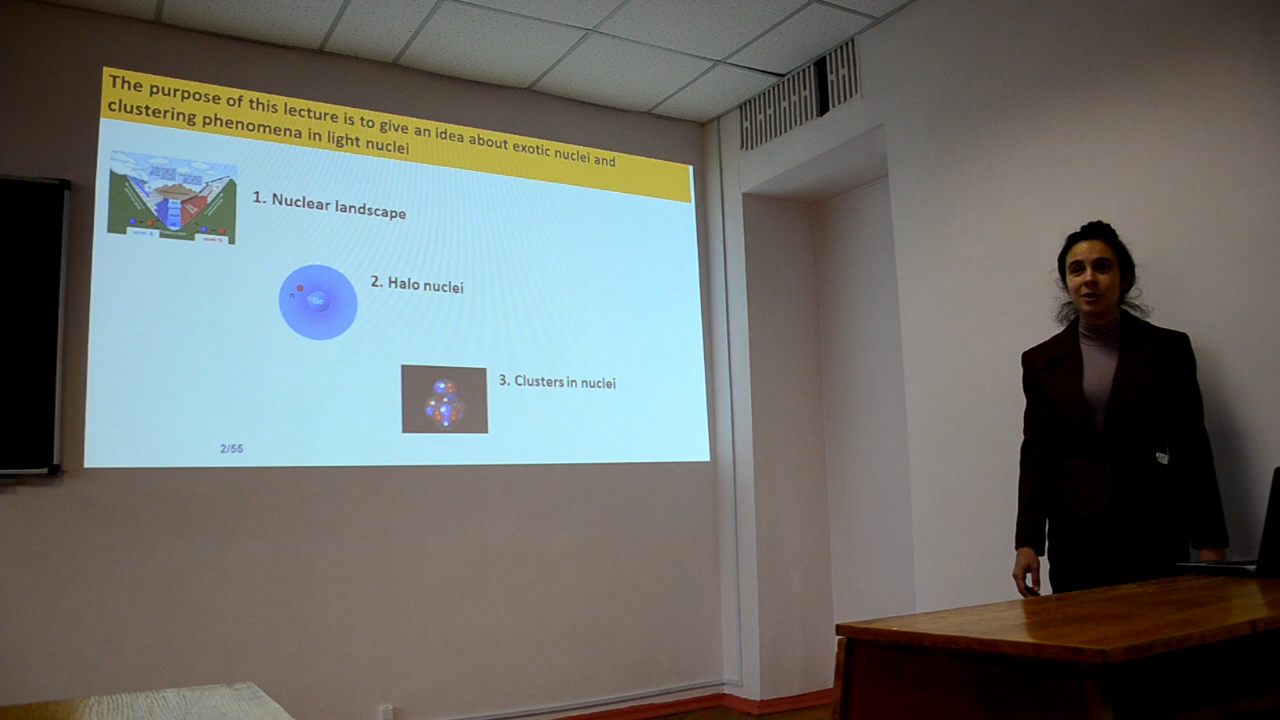 The purpose of this lecture is to give an idea about exotic nuclei and
clustering phenomena in light nuclei
1. Nuclear landscape
2. Halo nuclei
n
3. Clusters in nuclei
2/55